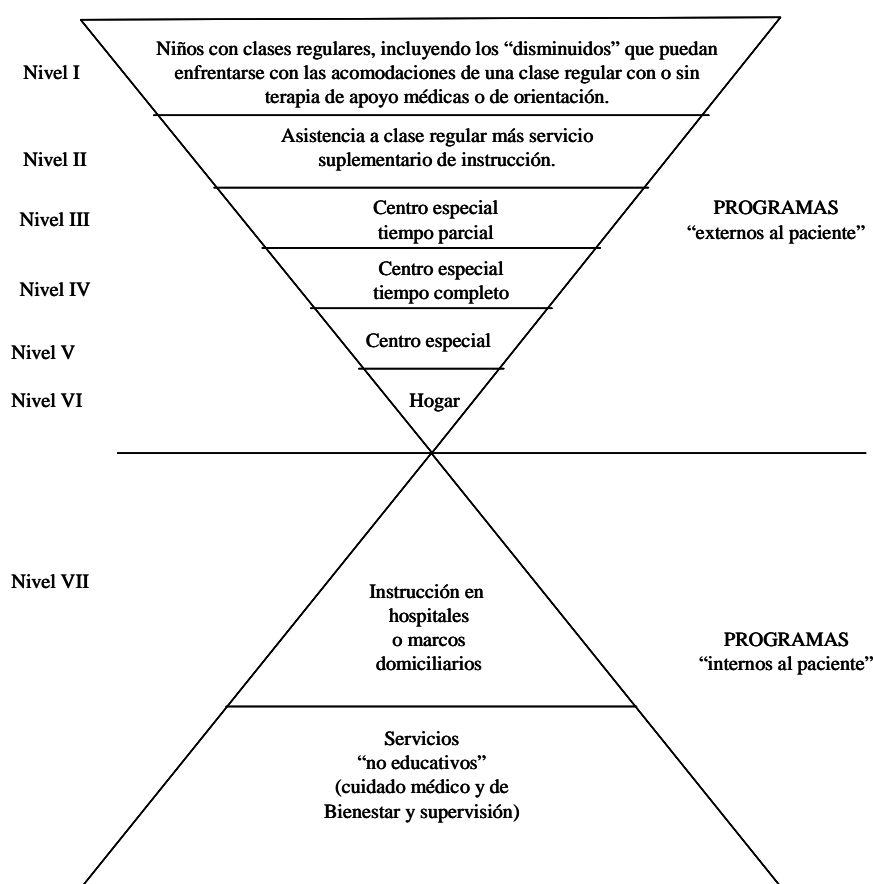 Nivel I
Niños con clases regulares, incluyendo los “disminuidos” que puedan
enfrentarse con las acomodaciones de una clase regular con o sin
terapia de apoyo médicas o de orientación.
Nivel II
Asistencia a clase regular más servicio
suplementario de instrucción.
Nivel III
Centro especial
tiempo parcial
PROGRAMAS
“externos al paciente”
Nivel IV
Centro especial
tiempo completo
Nivel V
Centro especial
Nivel VI
Hogar
Nivel VII
Instrucción en
hospitales
o marcos
domiciliarios
PROGRAMAS
“internos al paciente”
Servicios
“no educativos”
(cuidado médico y de
Bienestar y supervisión)